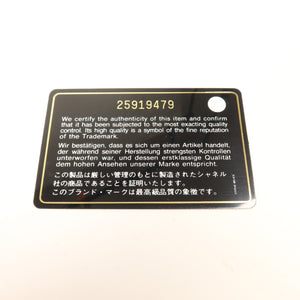 25919479
We certify the authenticity of this item and confirm
that it has been subjected to the most exacting quality
control. Its high quality is a symbol of the fine reputation
of the Trademark.
Wir bestätigen, dass es sich um einen Artikel handelt,
der während seiner Herstellung strengsten Kontrollen
unterworfen war, und dessen erstklassige Qualität
dem hohen Ansehen unserer Marke entspricht.
この製品は厳しい管理のもとに製造されたシャネル
社の商品であることを証明いたします。
このブランド・マークは最高級品質の象徴です。